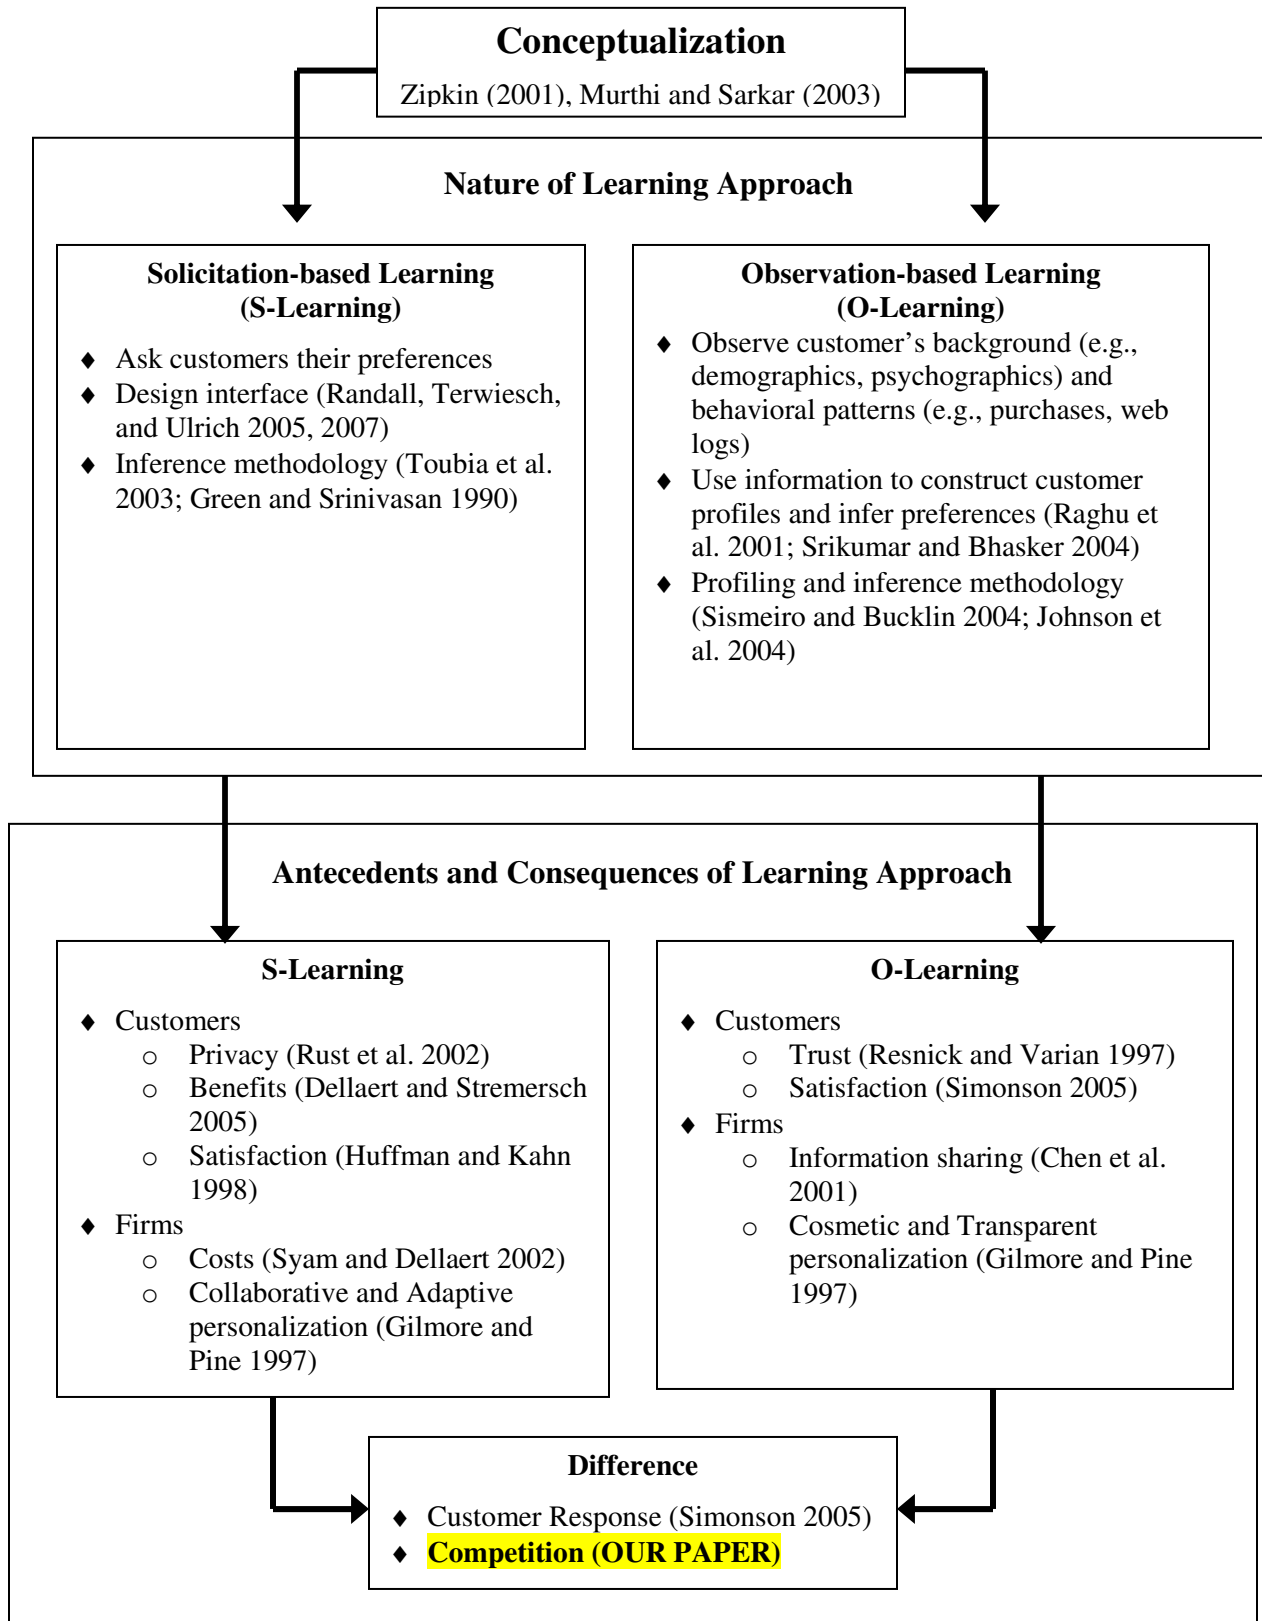 Conceptualization
Zipkin (2001), Murthi and Sarkar (2003)
Nature of Learning Approach
Solicitation-based Learning
(S-Learning)
♦ Ask customers their preferences
♦ Design interface (Randall, Terwiesch,
and Ulrich 2005, 2007)
♦ Inference methodology (Toubia et al.
2003; Green and Srinivasan 1990)
Observation-based Learning
(O-Learning)
♦ Observe customer’s background (e.g.,
demographics, psychographics) and
behavioral patterns (e.g., purchases, web
logs)
♦ Use information to construct customer
profiles and infer preferences (Raghu et
al. 2001; Srikumar and Bhasker 2004)
♦ Profiling and inference methodology
(Sismeiro and Bucklin 2004; Johnson et
al. 2004)
Antecedents and Consequences of Learning Approach
S-Learning
♦ Customers
o Privacy (Rust et al. 2002)
o Benefits (Dellaert and Stremersch
2005)
o Satisfaction (Huffman and Kahn
1998)
♦ Firms
o Costs (Syam and Dellaert 2002)
o Collaborative and Adaptive
personalization (Gilmore and
Pine 1997)
O-Learning
♦ Customers
o Trust (Resnick and Varian 1997)
o Satisfaction (Simonson 2005)
♦ Firms
o Information sharing (Chen et al.
2001)
o Cosmetic and Transparent
personalization (Gilmore and Pine
1997)
Difference
♦ Customer Response (Simonson 2005)
♦ Competition (OUR PAPER)